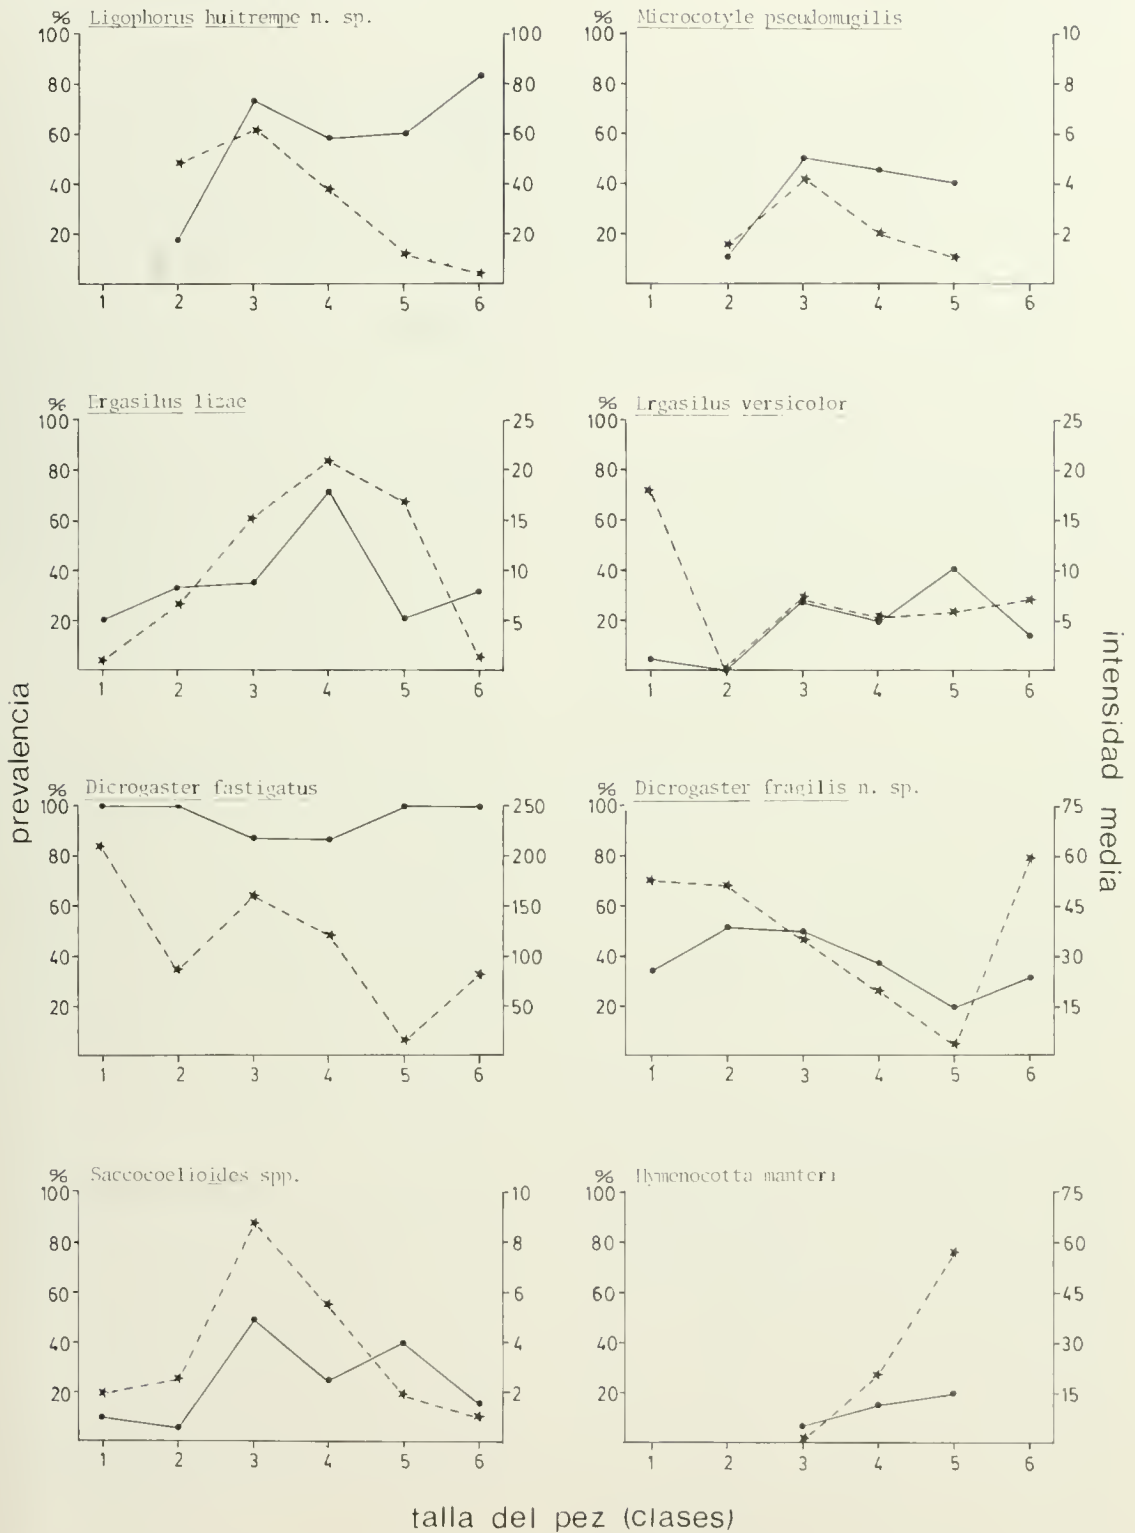 % Ligophorus huitrempe n. sp.
100 100
80 80
60 60
40 40
20 20
1 2 3 4 5 6
Microcotyle pseudomugilis
% 100 10
80 8
60 6
40 4
20 2
1 2 3 4 5 6
% Ergasilus lizae
100 25
80 20
60 15
40 10
20 5
1 2 3 4 5 6
% Ergasilus versicolor
100 25
80 20
60 15
40 10
20 5
1 2 3 4 5 6
prevalencia
intensidad media
% Dicrogaster fastigatus
100 250
80 200
60 150
40 100
20 50
1 2 3 4 5 6
% Dicrogaster fragilis n. sp.
100 75
80 60
60 45
40 30
20 15
1 2 3 4 5 6
% Saccocoelioides spp.
100 10
80 8
60 6
40 4
20 2
1 2 3 4 5 6
% Hymenocotta manteri
100 75
80 60
60 45
40 30
20 15
1 2 3 4 5 6
talla del pez (clases)